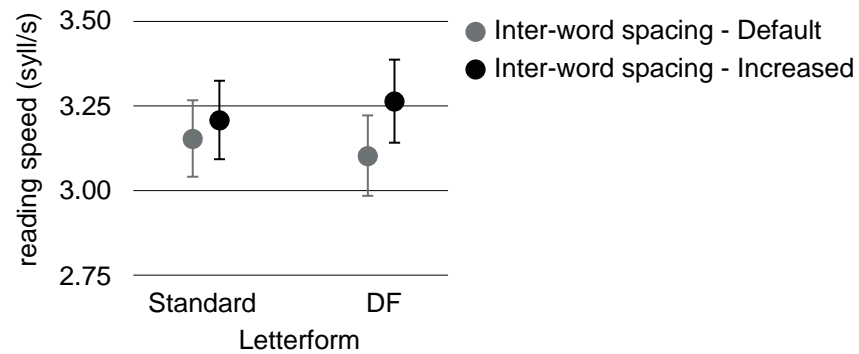 reading speed (syll/s)
3.50
3.25
3.00
2.75
Standard
DF
Letterform
Inter-word spacing - Default
Inter-word spacing - Increased